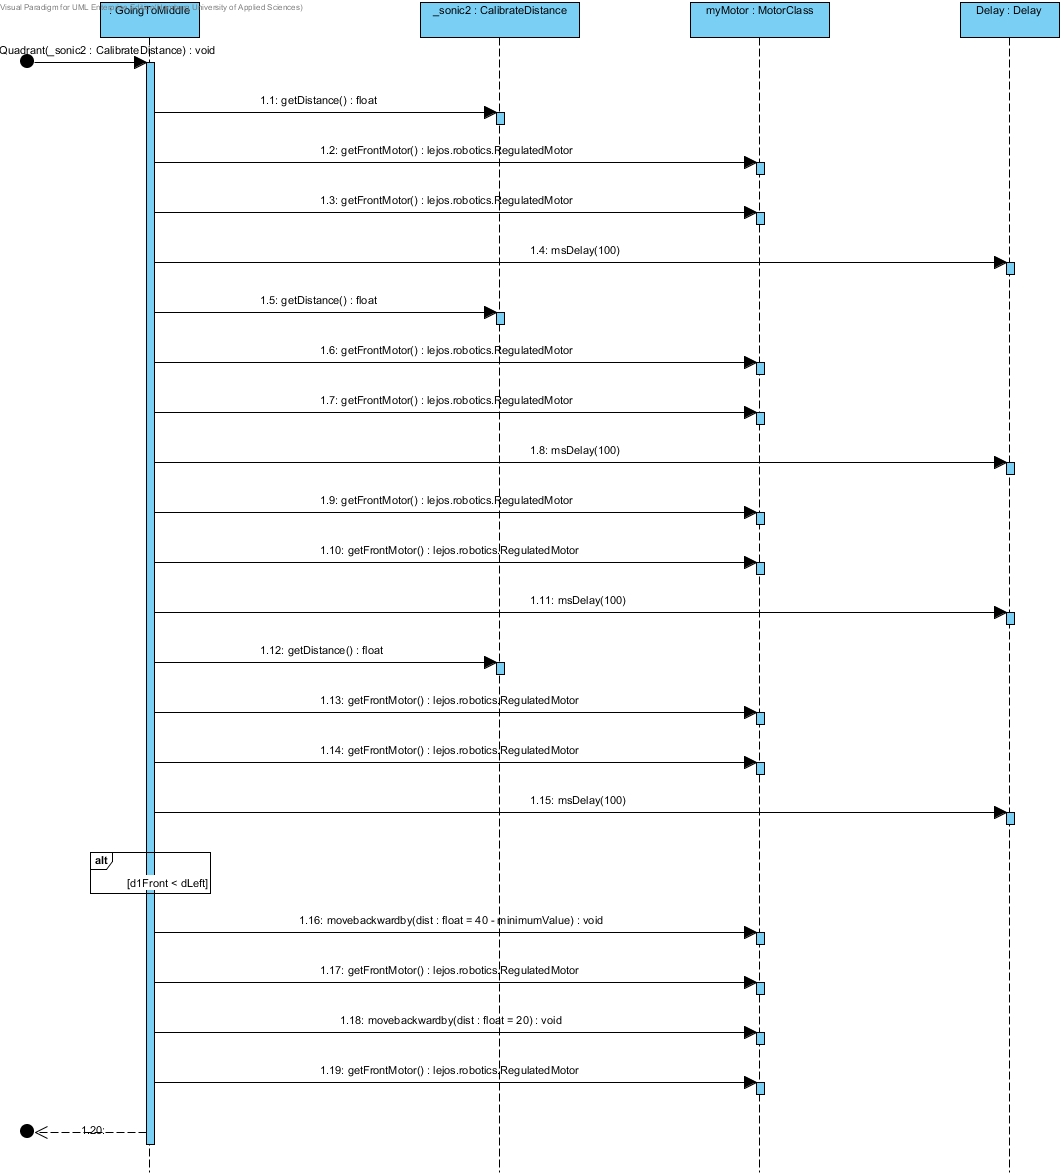 Visual Paradigm for UML Enterprise Edition University of Applied Sciences)
: GoingToMiddle
_sonic2 : CalibrateDistance
myMotor : MotorClass
Delay : Delay
Quadrant(_sonic2 : CalibrateDistance) : void
1.1: getDistance() : float
1.2: getFrontMotor() : lejos.robotics.RegulatedMotor
1.3: getFrontMotor() : lejos.robotics.RegulatedMotor
1.4: msDelay(100)
1.5: getDistance() : float
1.6: getFrontMotor() : lejos.robotics.RegulatedMotor
1.7: getFrontMotor() : lejos.robotics.RegulatedMotor
1.8: msDelay(100)
1.9: getFrontMotor() : lejos.robotics.RegulatedMotor
1.10: getFrontMotor() : lejos.robotics.RegulatedMotor
1.11: msDelay(100)
1.12: getDistance() : float
1.13: getFrontMotor() : lejos.robotics.RegulatedMotor
1.14: getFrontMotor() : lejos.robotics.RegulatedMotor
1.15: msDelay(100)
alt
[d1Front < dLeft]
1.16: movebackwardby(dist : float = 40 - minimumValue) : void
1.17: getFrontMotor() : lejos.robotics.RegulatedMotor
1.18: movebackwardby(dist : float = 20) : void
1.19: getFrontMotor() : lejos.robotics.RegulatedMotor
1.20: